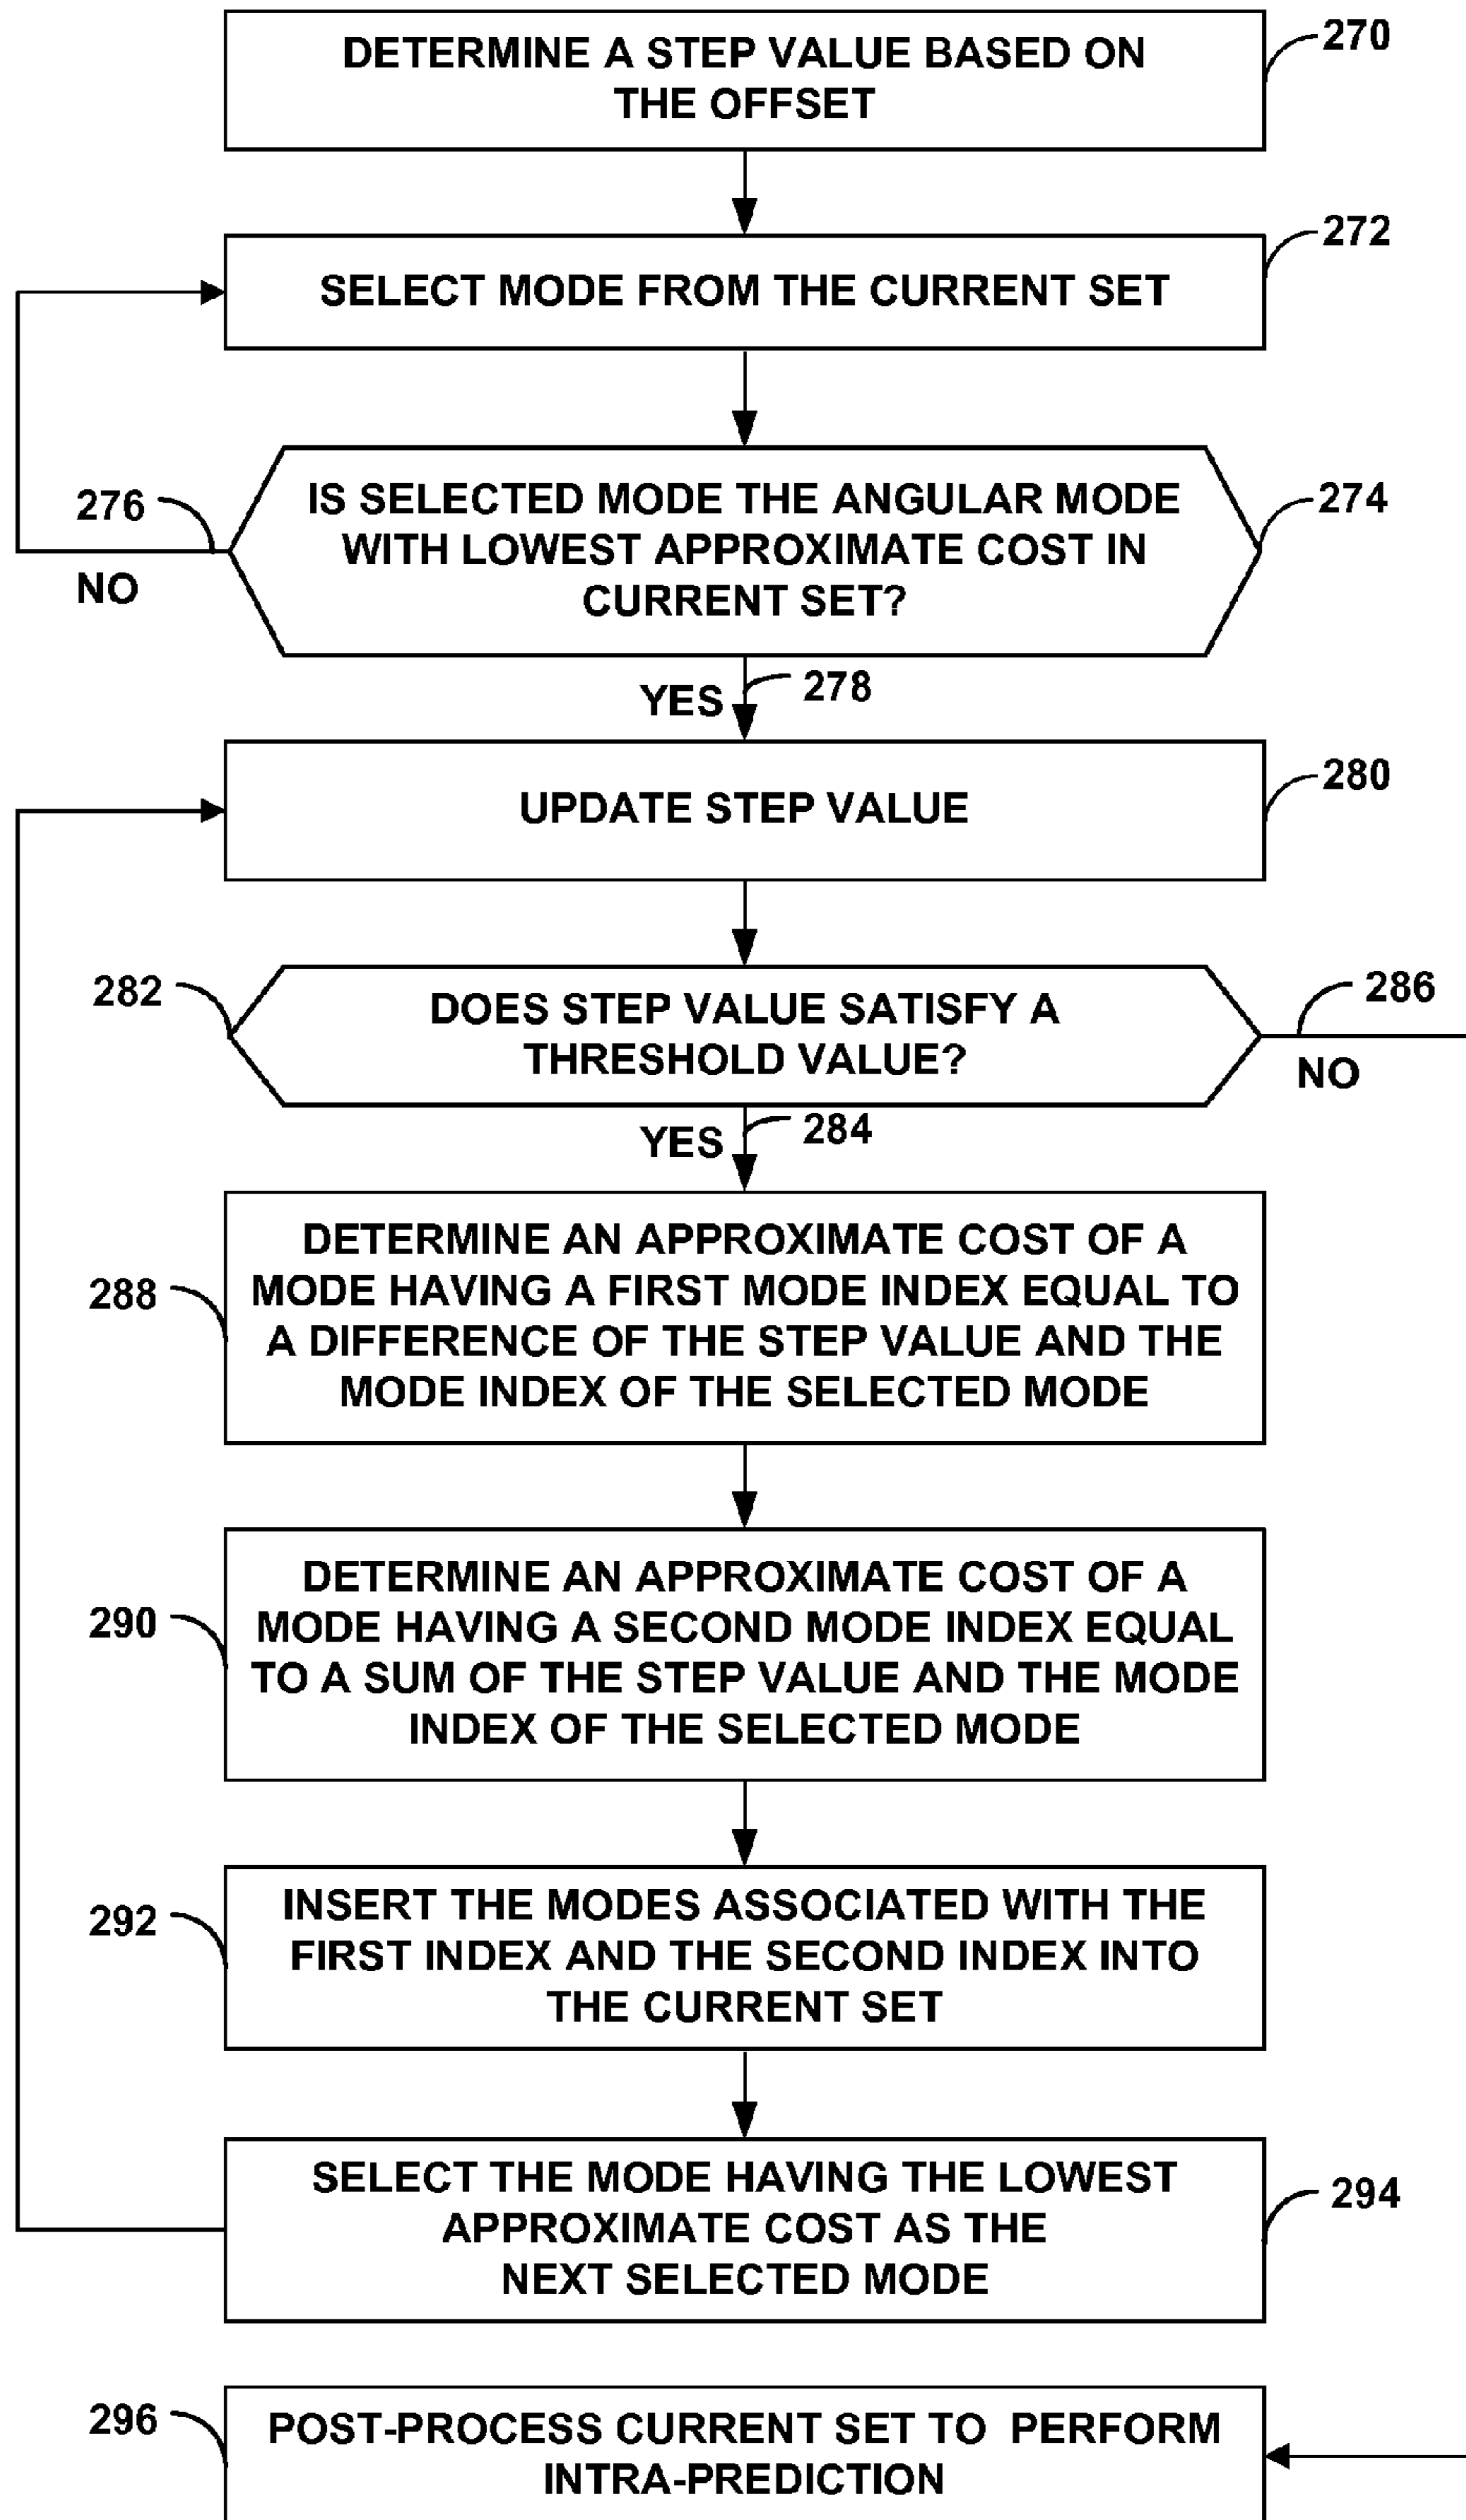 DETERMINE A STEP VALUE BASED ON
THE OFFSET
270
SELECT MODE FROM THE CURRENT SET
272
IS SELECTED MODE THE ANGULAR MODE
WITH LOWEST APPROXIMATE COST IN
CURRENT SET?
274
276
NO
YES
278
UPDATE STEP VALUE
280
282
DOES STEP VALUE SATISFY A
THRESHOLD VALUE?
286
NO
YES
284
288
DETERMINE AN APPROXIMATE COST OF A
MODE HAVING A FIRST MODE INDEX EQUAL TO
A DIFFERENCE OF THE STEP VALUE AND THE
MODE INDEX OF THE SELECTED MODE
290
DETERMINE AN APPROXIMATE COST OF A
MODE HAVING A SECOND MODE INDEX EQUAL
TO A SUM OF THE STEP VALUE AND THE MODE
INDEX OF THE SELECTED MODE
292
INSERT THE MODES ASSOCIATED WITH THE
FIRST INDEX AND THE SECOND INDEX INTO
THE CURRENT SET
SELECT THE MODE HAVING THE LOWEST
APPROXIMATE COST AS THE
NEXT SELECTED MODE
294
296
POST-PROCESS CURRENT SET TO PERFORM
INTRA-PREDICTION